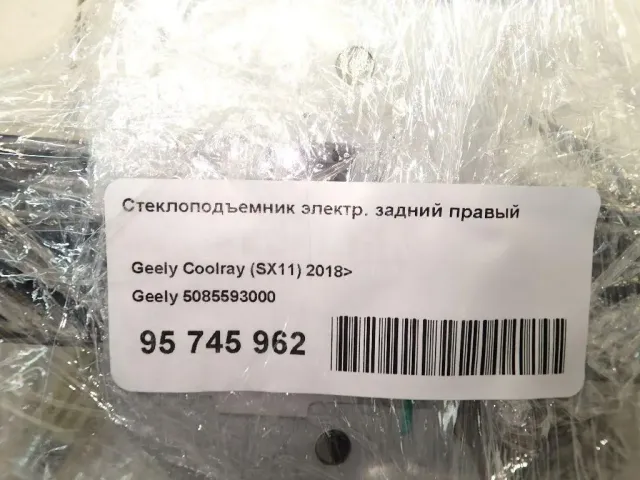 Стеклоподъемник электр. задний правый
Geely Coolray (SX11) 2018>
Geely 5085593000
95 745 962